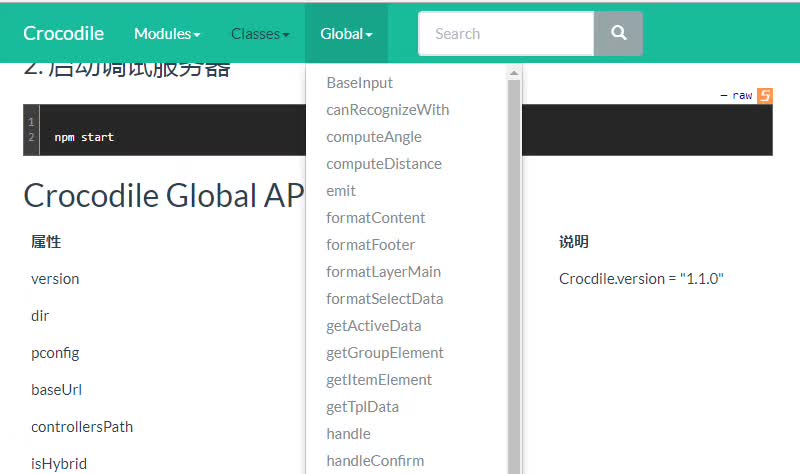 Crocodile Modules Classes Global Search
2. 启动调试服务器
— raw
1
2 npm start
Crocodile Global AP
属性 说明
version Crocdile.version = "1.1.0"
dir
pconfig
baseUrl
controllersPath
isHybrid
BaseInput
canRecognizeWith
computeAngle
computeDistance
emit
formatContent
formatFooter
formatLayerMain
formatSelectData
getActiveData
getGroupElement
getItemElement
getTplData
handle
handleConfirm